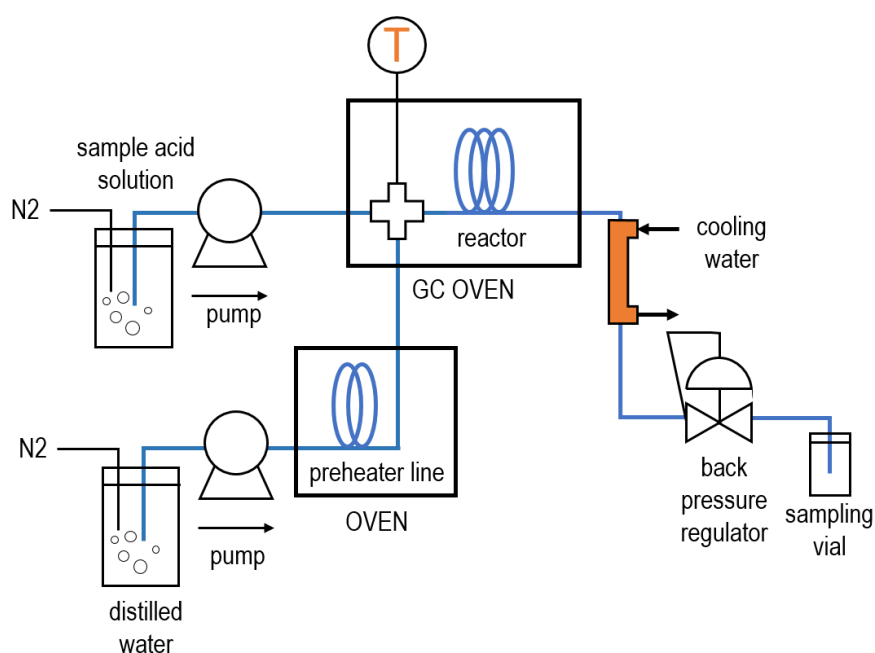 T
sample acid
solution
N2
pump
reactor
GC OVEN
cooling
water
N2
pump
preheater line
OVEN
distilled
water
back
pressure
regulator
sampling
vial